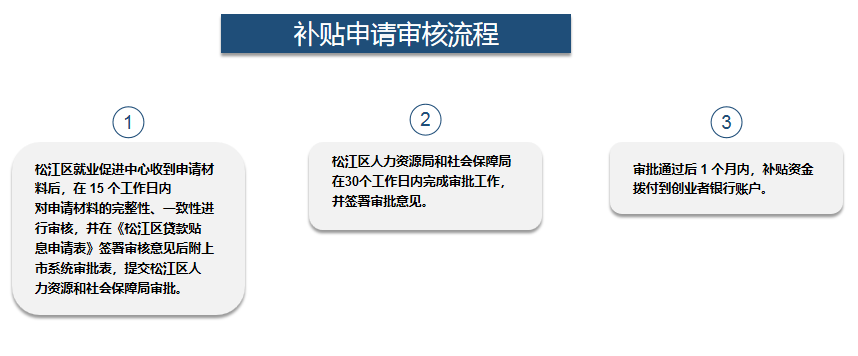 补贴申请审核流程
1
松江区就业促进中心收到申请材
料后，在 15 个工作日内
对申请材料的完整性、一致性进
行审核，并在《松江区贷款贴
息申请表》签署审核意见后附上
市系统审批表，提交松江区人
力资源和社会保障局审批。
2
松江区人力资源局和社会保障局
在30个工作日内完成审批工作，
并签署审批意见。
3
审批通过后 1 个月内，补贴资金
拨付到创业者银行账户。